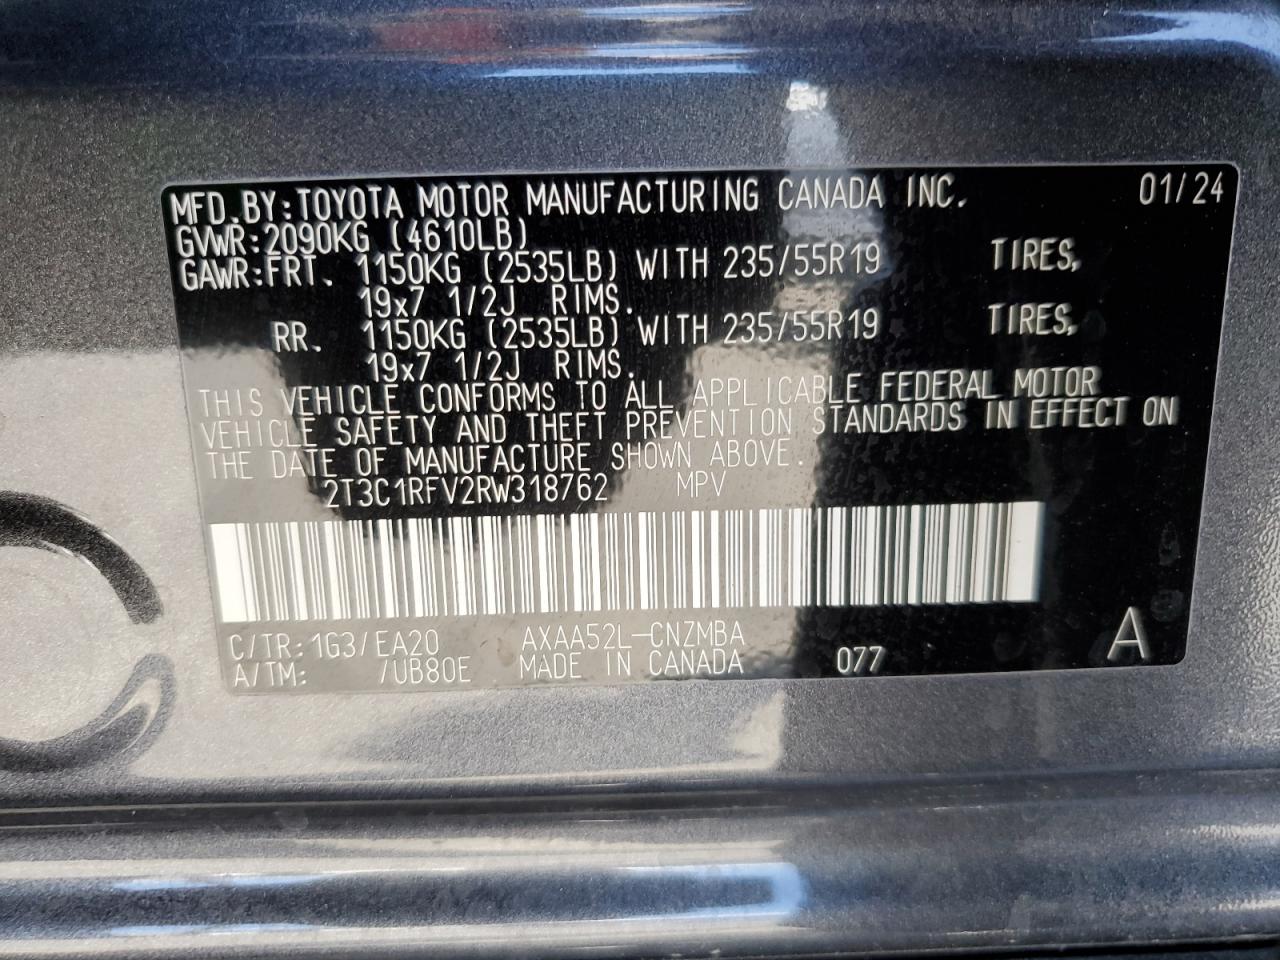 MFD. BY: TOYOTA MOTOR MANUFACTURING CANADA INC. 01/24
GVWR: 2090KG (4610LB)
GAWR: FRT. 1150KG (2535LB) WITH 235/55R19 TIRES,
19x7 1/2J RIMS.
RR. 1150KG (2535LB) WITH 235/55R19 TIRES,
19x7 1/2J RIMS.
THIS VEHICLE CONFORMS TO ALL APPLICABLE FEDERAL MOTOR
VEHICLE SAFETY AND THEFT PREVENTION STANDARDS IN EFFECT ON
THE DATE OF MANUFACTURE SHOWN ABOVE.
2T3C1RFV2RW318762 MPV
C/TR: 1G3/EA20 AXAA52L-CNZMBA
A/TM: /UB80E MADE IN CANADA 077 A